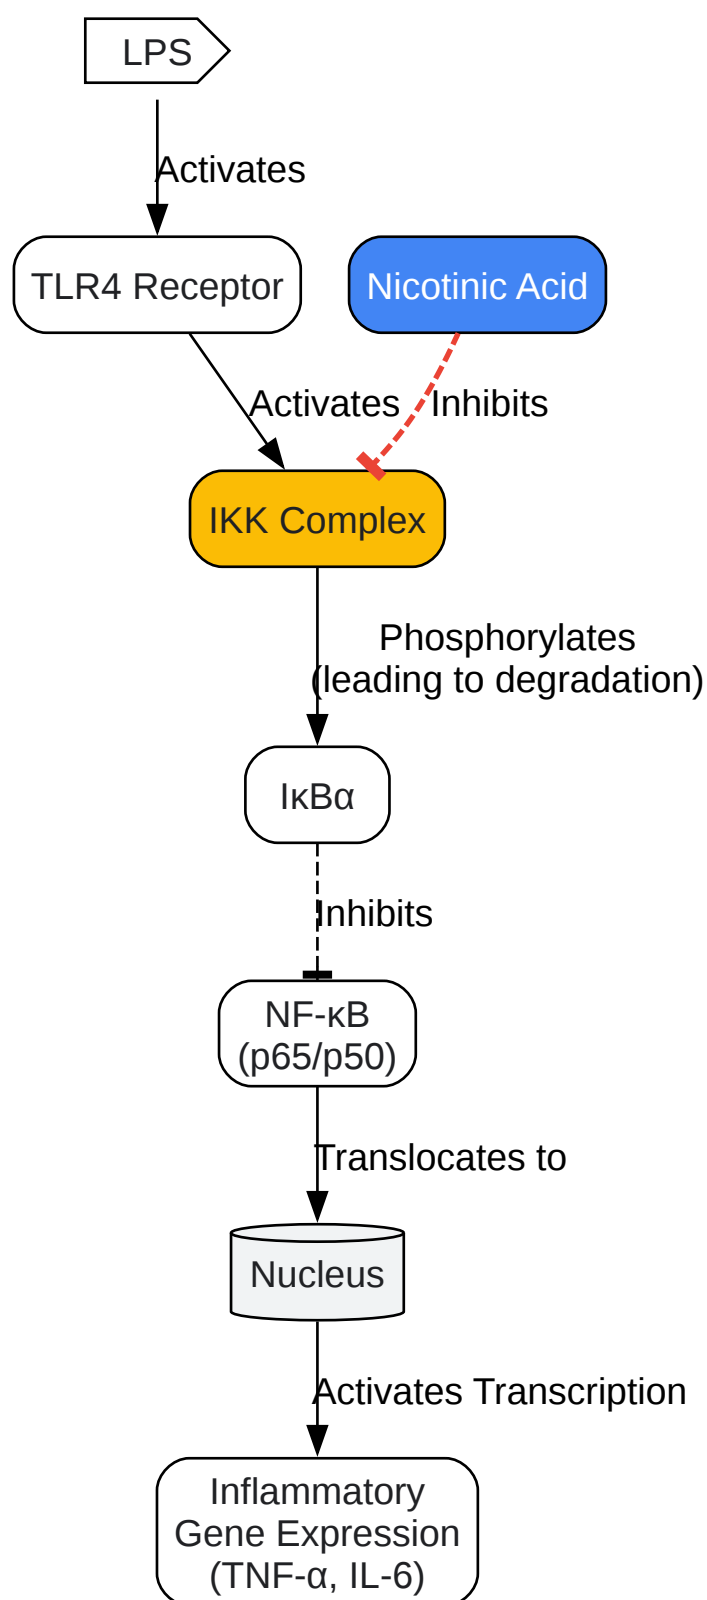 LPS
Activates
TLR4 Receptor
Nicotinic Acid
Activates
Inhibits
IKK Complex
Phosphorylates
(leading to degradation)
IκBα
Inhibits
NF-κB
(p65/p50)
Translocates to
Nucleus
Activates Transcription
Inflammatory
Gene Expression
(TNF-α, IL-6)